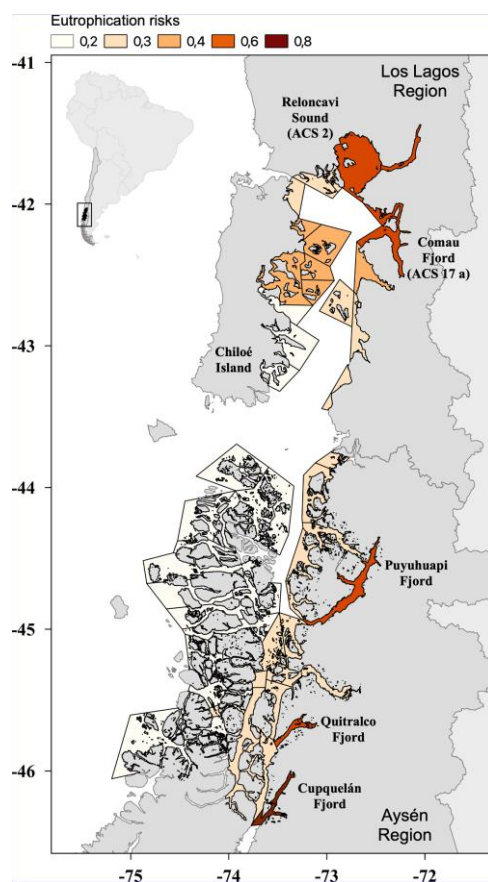 Eutrophication risks
0,2 0,3 0,4 0,6 0,8
-41
Los Lagos
Region
Reloncavi
Sound
(ACS 2)
-42
Comau
Fjord
(ACS 17 a)
Chiloé
Island
-43
-44
Puyuhuapi
Fjord
-45
Quitralco
Fjord
-46
Cupquelán
Fjord
Aysén
Region
-75 -74 -73 -72